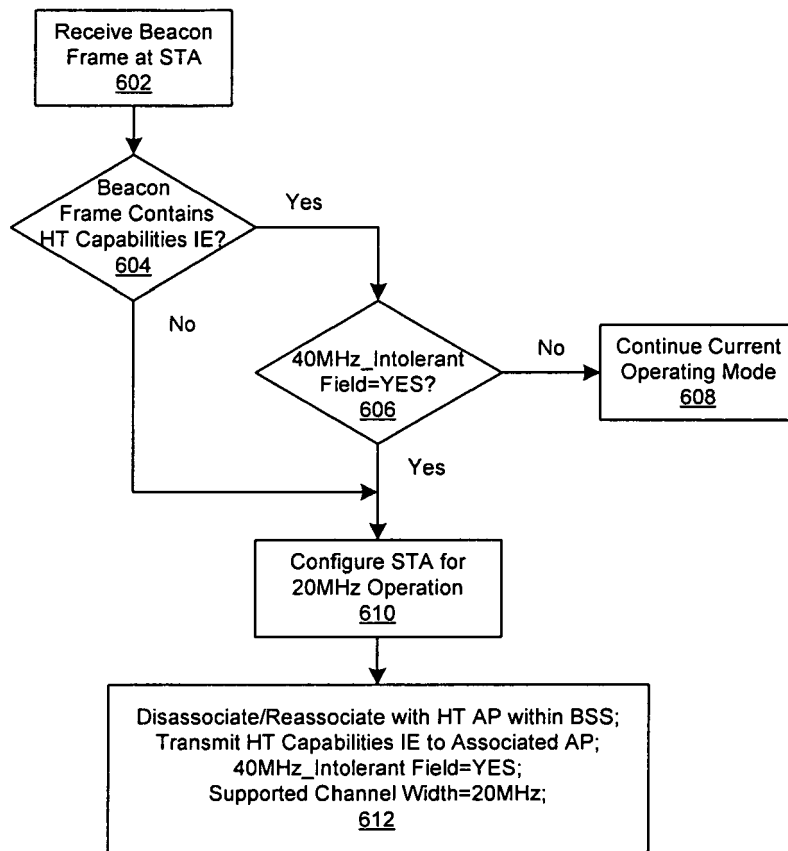 Receive Beacon
Frame at STA
602
Beacon
Frame Contains
HT Capabilities IE?
604
Yes
No
40MHz_Intolerant
Field=YES?
606
No
Continue Current
Operating Mode
608
Yes
Configure STA for
20MHz Operation
610
Disassociate/Reassociate with HT AP within BSS;
Transmit HT Capabilities IE to Associated AP;
40MHz_Intolerant Field=YES;
Supported Channel Width=20MHz;
612